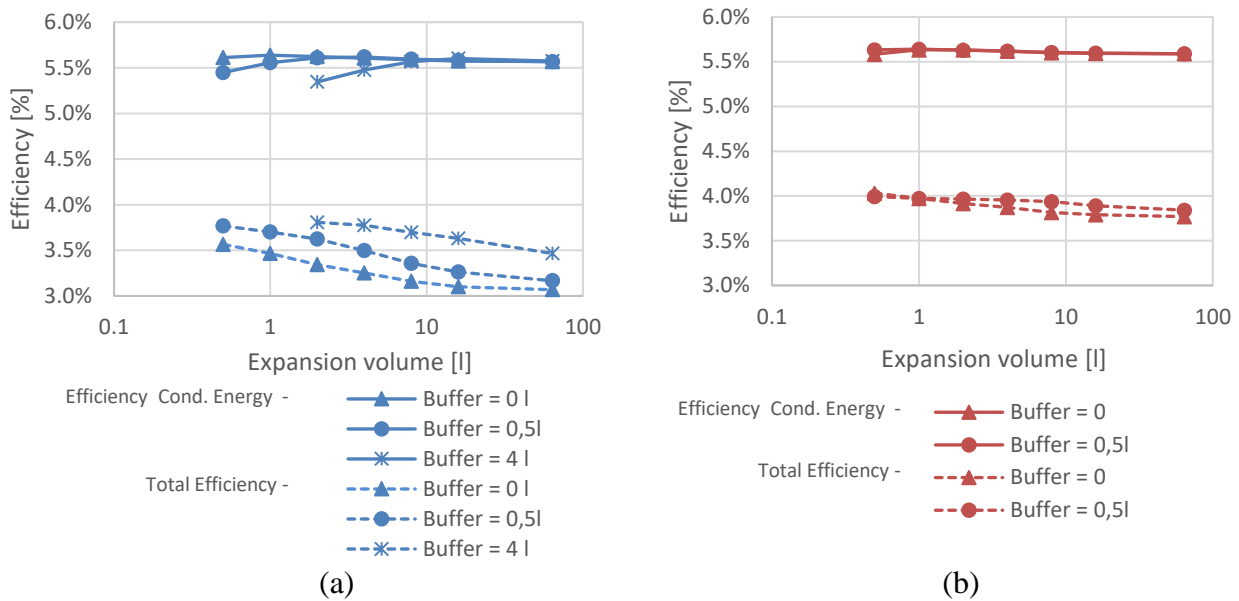 6.0%
5.5%
5.0%
4.5%
4.0%
3.5%
3.0%
Efficiency [%]
0.1 1 10 100
Expansion volume [l]
Efficiency Cond. Energy -
Buffer = 0 l
Buffer = 0,5l
Buffer = 4 l
Total Efficiency -
Buffer = 0 l
Buffer = 0,5l
Buffer = 4 l
(a)
6.0%
5.5%
5.0%
4.5%
4.0%
3.5%
3.0%
Efficiency [%]
0.1 1 10 100
Expansion volume [l]
Efficiency Cond. Energy -
Buffer = 0
Buffer = 0,5l
Total Efficiency -
Buffer = 0
Buffer = 0,5l
(b)